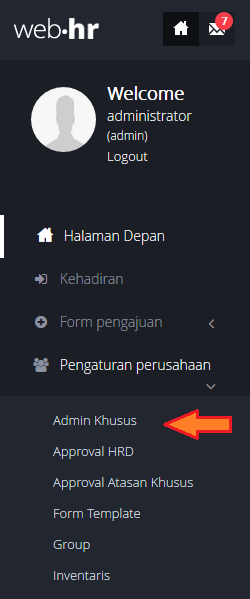 web·hr
7
Welcome
administrator
(admin)
Logout
Halaman Depan
Kehadiran
Form pengajuan
Pengaturan perusahaan
Admin Khusus
Approval HRD
Approval Atasan Khusus
Form Template
Group
Inventaris